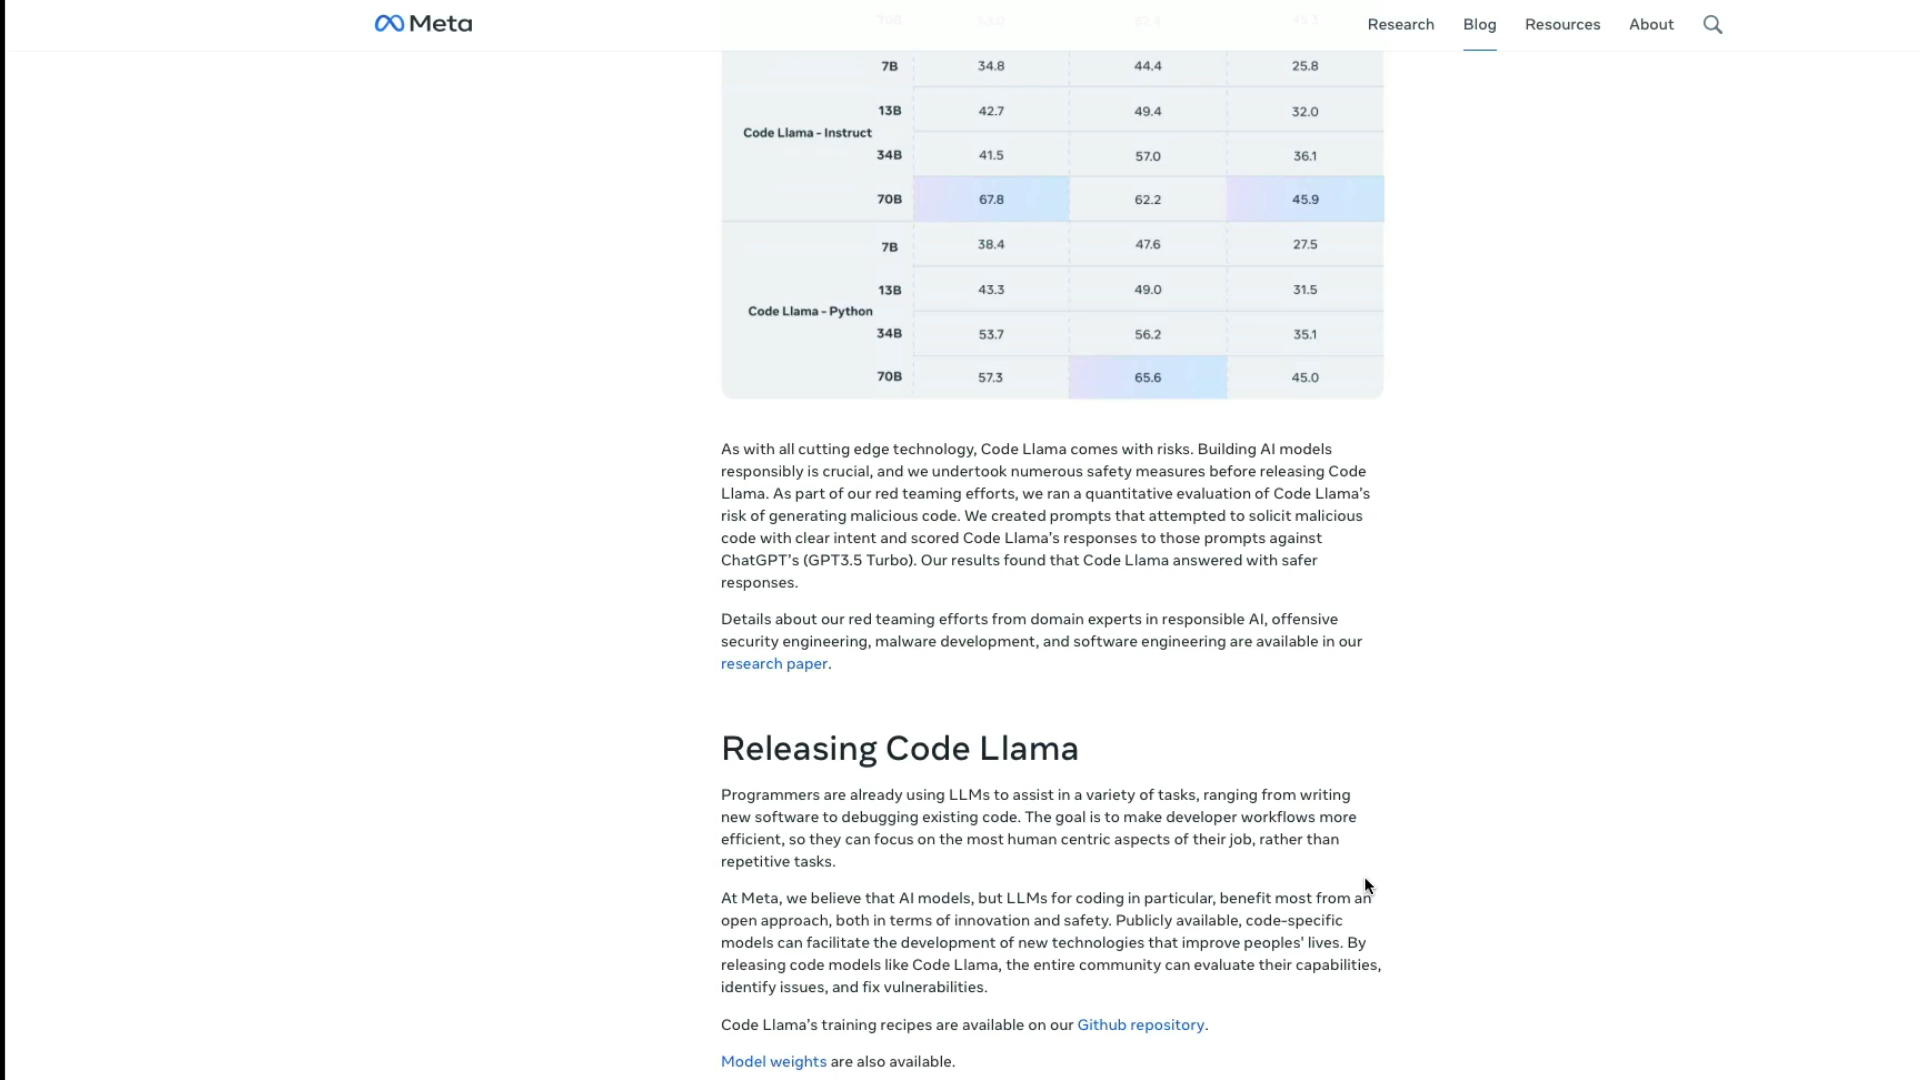 Meta
Research Blog Resources About
70B 53.0 62.4 45.3
7B 34.8 44.4 25.8
13B 42.7 49.4 32.0
Code Llama - Instruct
34B 41.5 57.0 36.1
70B 67.8 62.2 45.9
7B 38.4 47.6 27.5
13B 43.3 49.0 31.5
Code Llama - Python
34B 53.7 56.2 35.1
70B 57.3 65.6 45.0
As with all cutting edge technology, Code Llama comes with risks. Building AI models
responsibly is crucial, and we undertook numerous safety measures before releasing Code
Llama. As part of our red teaming efforts, we ran a quantitative evaluation of Code Llama’s
risk of generating malicious code. We created prompts that attempted to solicit malicious
code with clear intent and scored Code Llama’s responses to those prompts against
ChatGPT’s (GPT3.5 Turbo). Our results found that Code Llama answered with safer
responses.
Details about our red teaming efforts from domain experts in responsible AI, offensive
security engineering, malware development, and software engineering are available in our
research paper.
Releasing Code Llama
Programmers are already using LLMs to assist in a variety of tasks, ranging from writing
new software to debugging existing code. The goal is to make developer workflows more
efficient, so they can focus on the most human centric aspects of their job, rather than
repetitive tasks.
At Meta, we believe that AI models, but LLMs for coding in particular, benefit most from an
open approach, both in terms of innovation and safety. Publicly available, code-specific
models can facilitate the development of new technologies that improve peoples' lives. By
releasing code models like Code Llama, the entire community can evaluate their capabilities,
identify issues, and fix vulnerabilities.
Code Llama’s training recipes are available on our Github repository.
Model weights are also available.